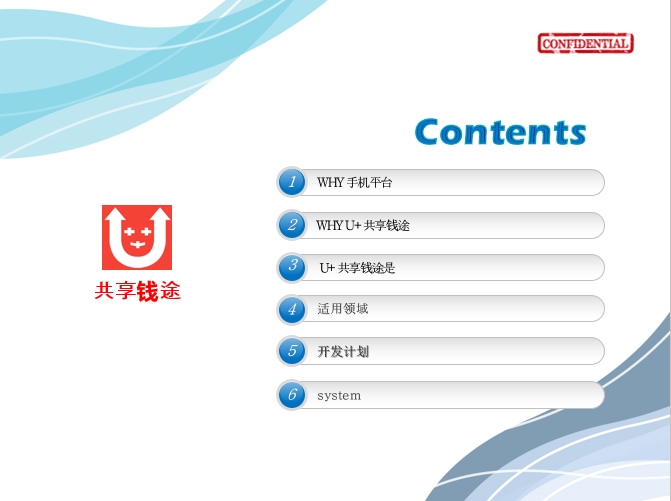 CONFIDENTIAL
Contents
1 WHY 手机平台
2 WHY U+ 共享钱途
3 U+ 共享钱途是
4 适用领域
5 开发计划
6 system
共享钱途